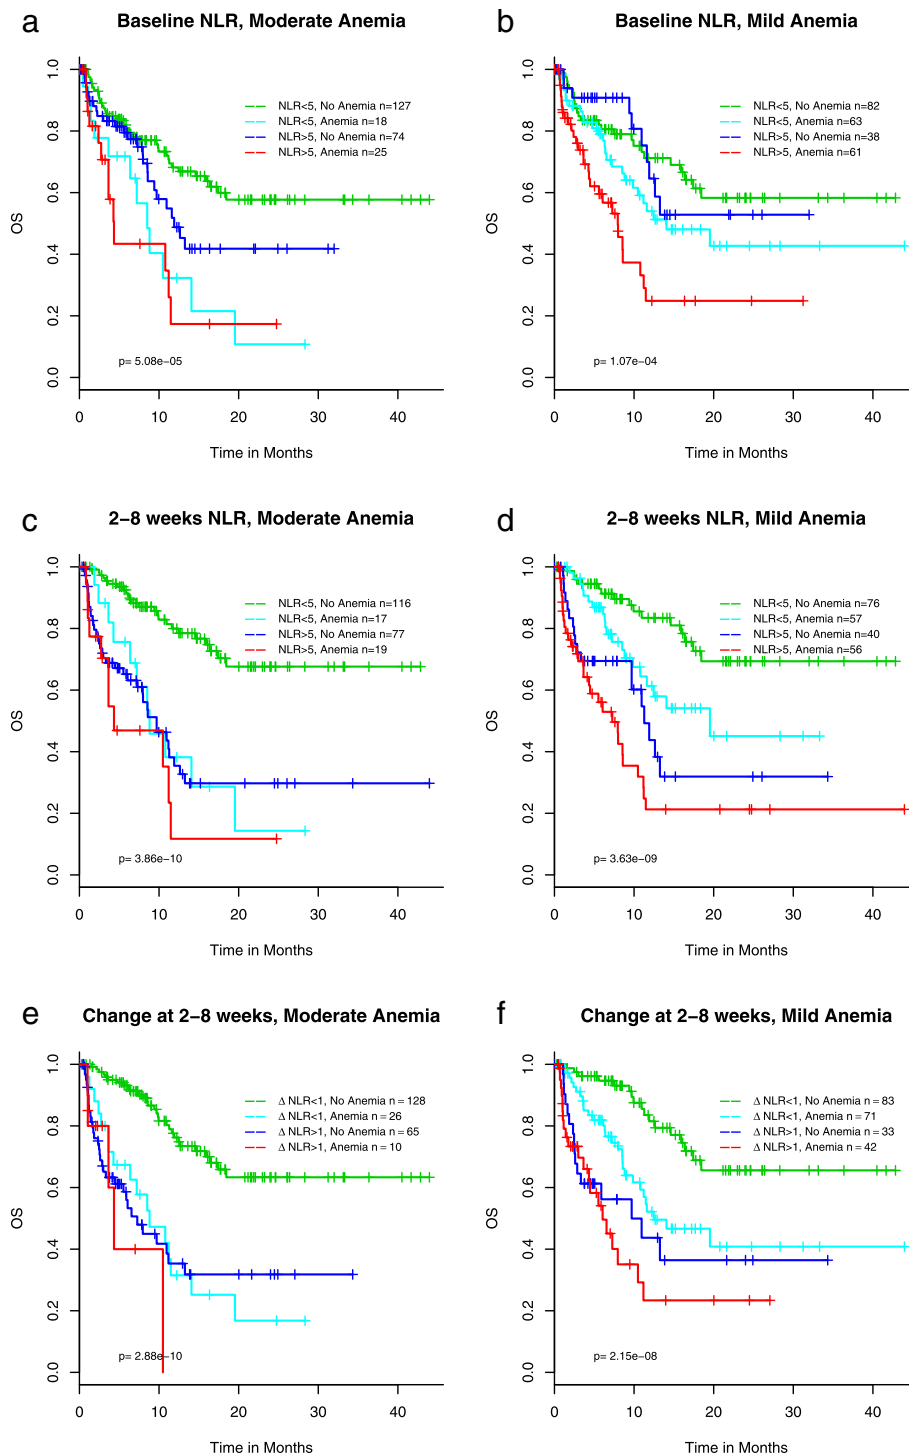 a
Baseline NLR, Moderate Anemia
1.0
0.8
0.6
0.4
0.2
0.0
OS
NLR<5, No Anemia n=127
NLR<5, Anemia n=18
NLR>5, No Anemia n=74
NLR>5, Anemia n=25
p= 5.08e−05
0 10 20 30 40
Time in Months
b
Baseline NLR, Mild Anemia
1.0
0.8
0.6
0.4
0.2
0.0
OS
NLR<5, No Anemia n=82
NLR<5, Anemia n=63
NLR>5, No Anemia n=38
NLR>5, Anemia n=61
p= 1.07e−04
0 10 20 30 40
Time in Months
c
2−8 weeks NLR, Moderate Anemia
1.0
0.8
0.6
0.4
0.2
0.0
OS
NLR<5, No Anemia n=116
NLR<5, Anemia n=17
NLR>5, No Anemia n=77
NLR>5, Anemia n=19
p= 3.86e−10
0 10 20 30 40
Time in Months
d
2−8 weeks NLR, Mild Anemia
1.0
0.8
0.6
0.4
0.2
0.0
OS
NLR<5, No Anemia n=76
NLR<5, Anemia n=57
NLR>5, No Anemia n=40
NLR>5, Anemia n=56
p= 3.63e−09
0 10 20 30 40
Time in Months
e
Change at 2−8 weeks, Moderate Anemia
1.0
0.8
0.6
0.4
0.2
0.0
OS
Δ NLR<1, No Anemia n = 128
Δ NLR<1, Anemia n = 26
Δ NLR>1, No Anemia n = 65
Δ NLR>1, Anemia n = 10
p= 2.88e−10
0 10 20 30 40
Time in Months
f
Change at 2−8 weeks, Mild Anemia
1.0
0.8
0.6
0.4
0.2
0.0
OS
Δ NLR<1, No Anemia n = 83
Δ NLR<1, Anemia n = 71
Δ NLR>1, No Anemia n = 33
Δ NLR>1, Anemia n = 42
p= 2.15e−08
0 10 20 30 40
Time in Months